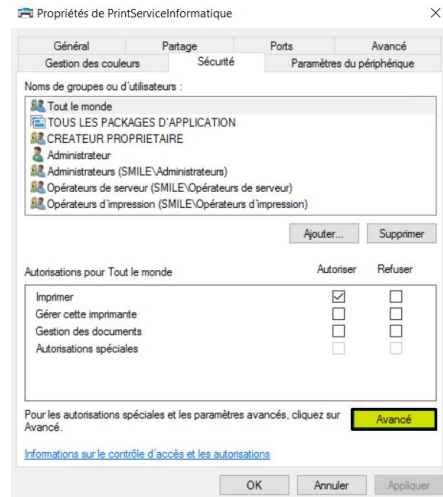 Propriétés de PrintServiceInformatique
Général Partage Ports Avancé
Gestion des couleurs Sécurité Paramètres du périphérique
Noms de groupes ou d'utilisateurs :
Tout le monde
TOUS LES PACKAGES D'APPLICATION
CREATEUR PROPRIETAIRE
Administrateur
Administrateurs (SMILE\Administrateurs)
Opérateurs de serveur (SMILE\Opérateurs de serveur)
Opérateurs d'impression (SMILE\Opérateurs d'impression)
Ajouter... Supprimer
Autorisations pour Tout le monde Autoriser Refuser
Imprimer
Gérer cette imprimante
Gestion des documents
Autorisations spéciales
Pour les autorisations spéciales et les paramètres avancés, cliquez sur
Avancé. Avancé
Informations sur le contrôle d'accès et les autorisations
OK Annuler Appliquer